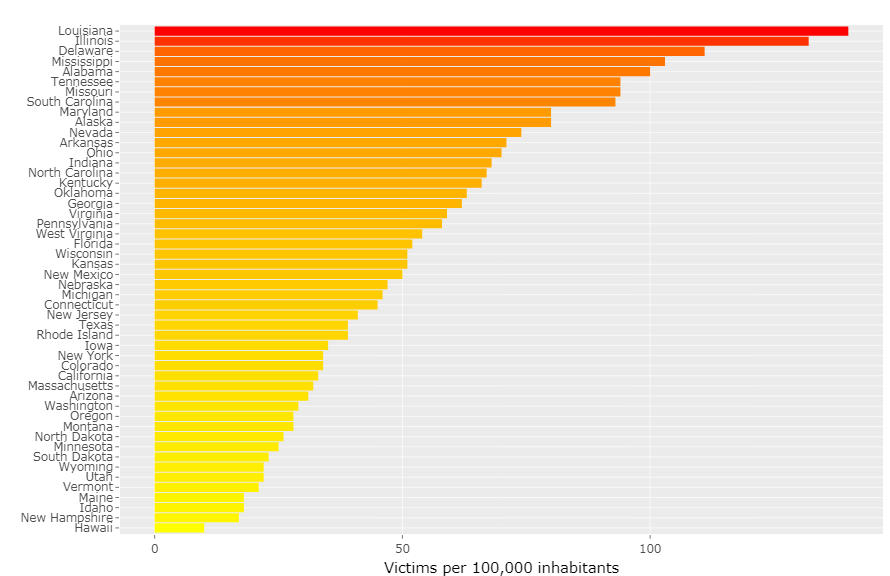 Louisiana
Illinois
Delaware
Mississippi
Alabama
Tennessee
Missouri
South Carolina
Maryland
Alaska
Nevada
Arkansas
Ohio
Indiana
North Carolina
Kentucky
Oklahoma
Georgia
Virginia
Pennsylvania
West Virginia
Florida
Wisconsin
Kansas
New Mexico
Nebraska
Michigan
Connecticut
New Jersey
Texas
Rhode Island
Iowa
New York
Colorado
California
Massachusetts
Arizona
Washington
Oregon
Montana
North Dakota
Minnesota
South Dakota
Wyoming
Utah
Vermont
Maine
Idaho
New Hampshire
Hawaii
0 50 100
Victims per 100,000 inhabitants